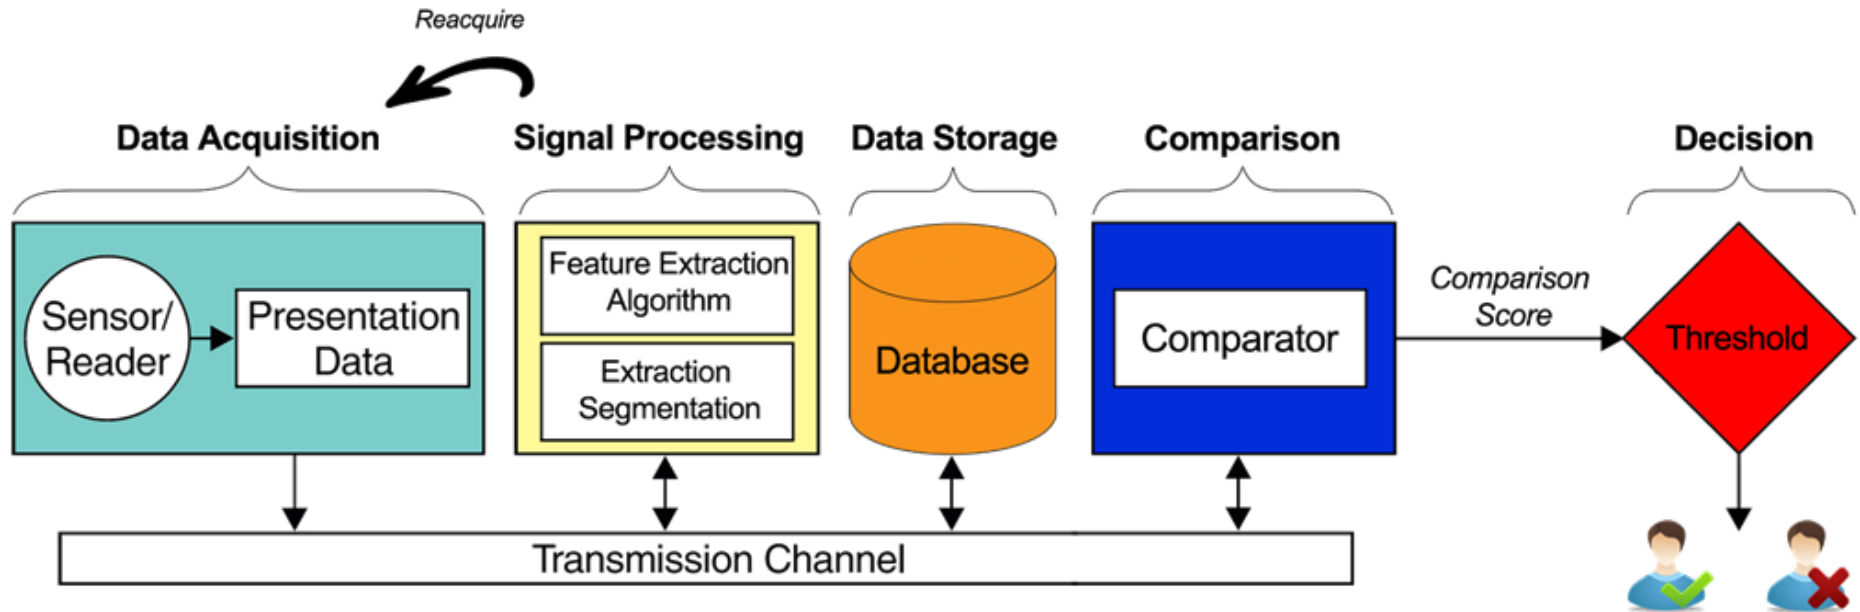 Reacquire
Data Acquisition
Signal Processing
Data Storage
Comparison
Decision
Sensor/
Reader
Presentation
Data
Feature Extraction
Algorithm
Extraction
Segmentation
Database
Comparator
Comparison
Score
Threshold
Transmission Channel